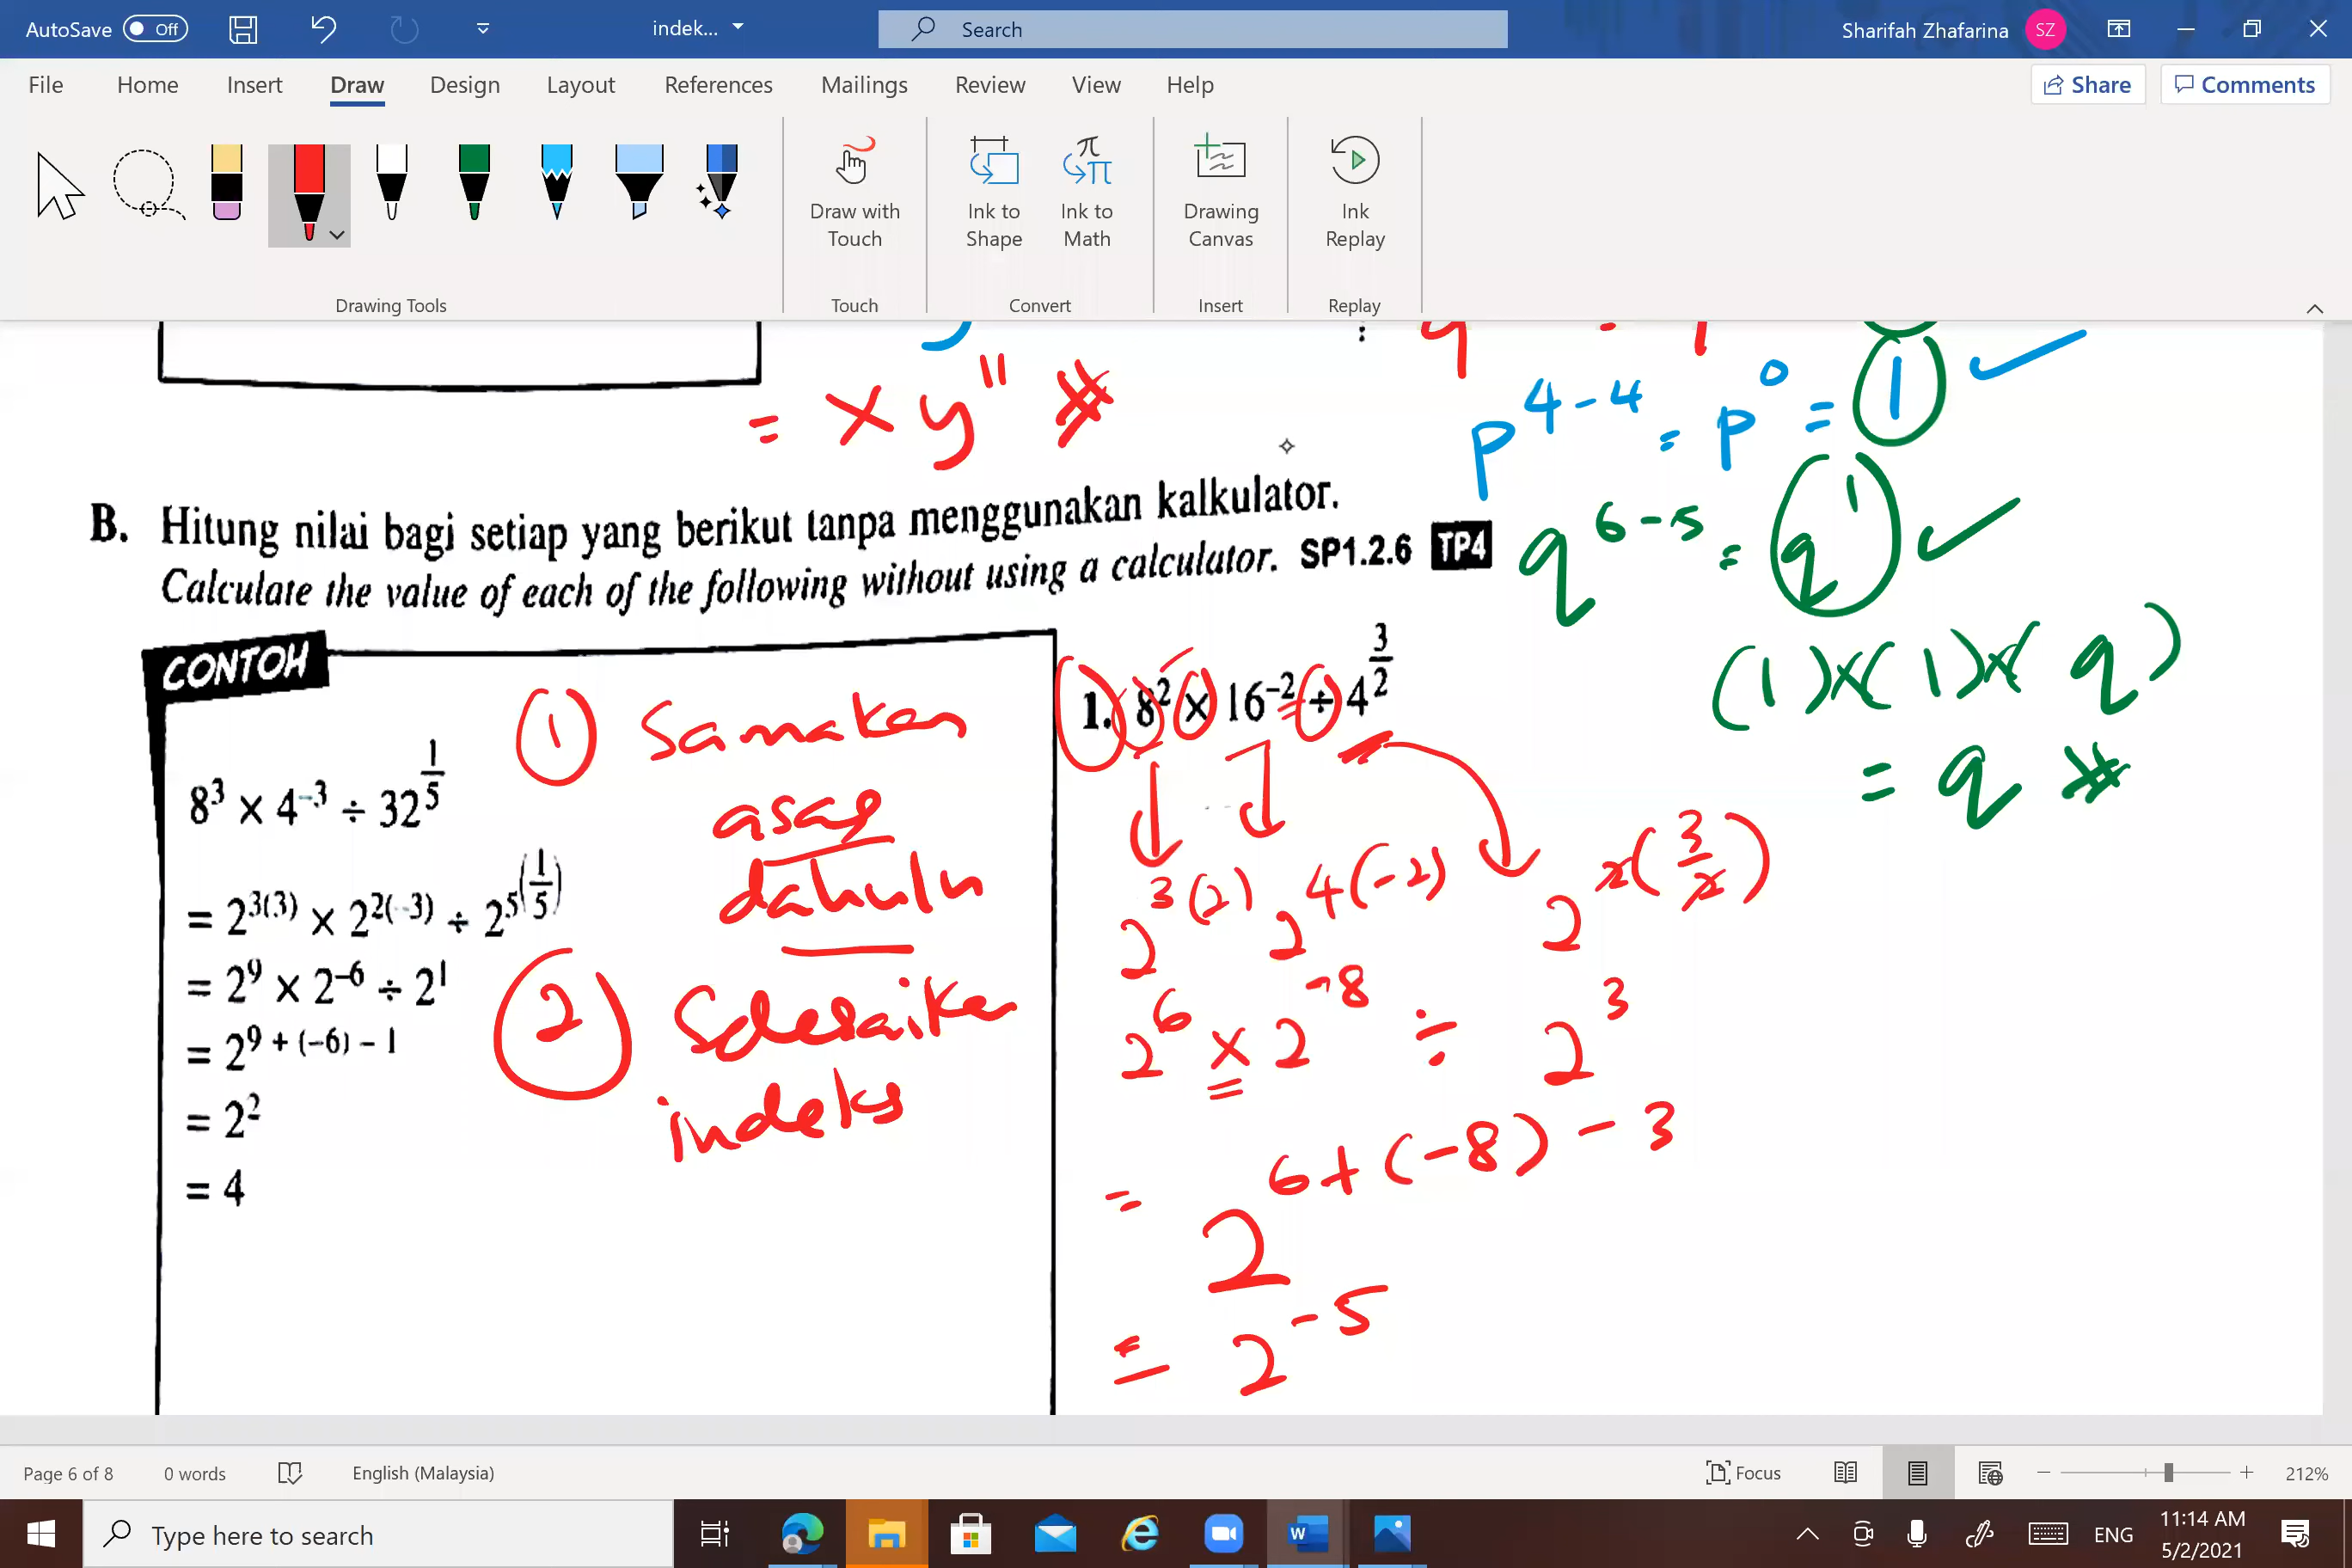 AutoSave Off indek... Search Sharifah Zhafarina SZ
File Home Insert Draw Design Layout References Mailings Review View Help Share Comments
Draw with Touch
Ink to Shape
Ink to Math
Drawing Canvas
Ink Replay
Drawing Tools Touch Convert Insert Replay
= x y^11 #
p^(4-4) = p^0 = 1 ✓
q^(6-5) = q^1 ✓
(1)x(1)x(q)
= q #
B. Hitung nilai bagi setiap yang berikut tanpa menggunakan kalkulator.
Calculate the value of each of the following without using a calculator. SP1.2.6 TP4
CONTOH
8³ × 4⁻³ ÷ 32^(1/5)
= 2^3(3) × 2^2(-3) ÷ 2^5(1/5)
= 2⁹ × 2⁻⁶ ÷ 2¹
= 2^9 + (-6) - 1
= 2²
= 4
1 Samakan
asas
dahulu
2 Selesaikan
indeks
1. 8² × 16⁻² ÷ 4^(3/2)
2^3(2) 2^4(-2) 2^2(3/2)
2⁶ × 2⁻⁸ ÷ 2³
= 2^6+(-8)-3
= 2⁻⁵
Page 6 of 8 0 words English (Malaysia) Focus 212%
Type here to search ENG 11:14 AM
5/2/2021